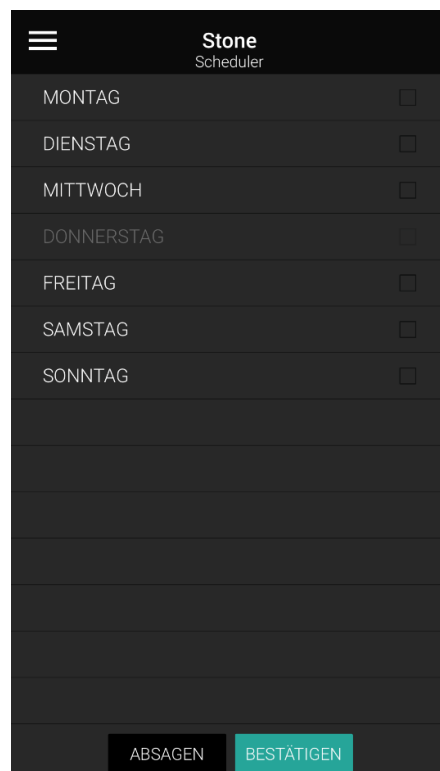 Stone
Scheduler
MONTAG
DIENSTAG
MITTWOCH
DONNERSTAG
FREITAG
SAMSTAG
SONNTAG
ABSAGEN BESTÄTIGEN